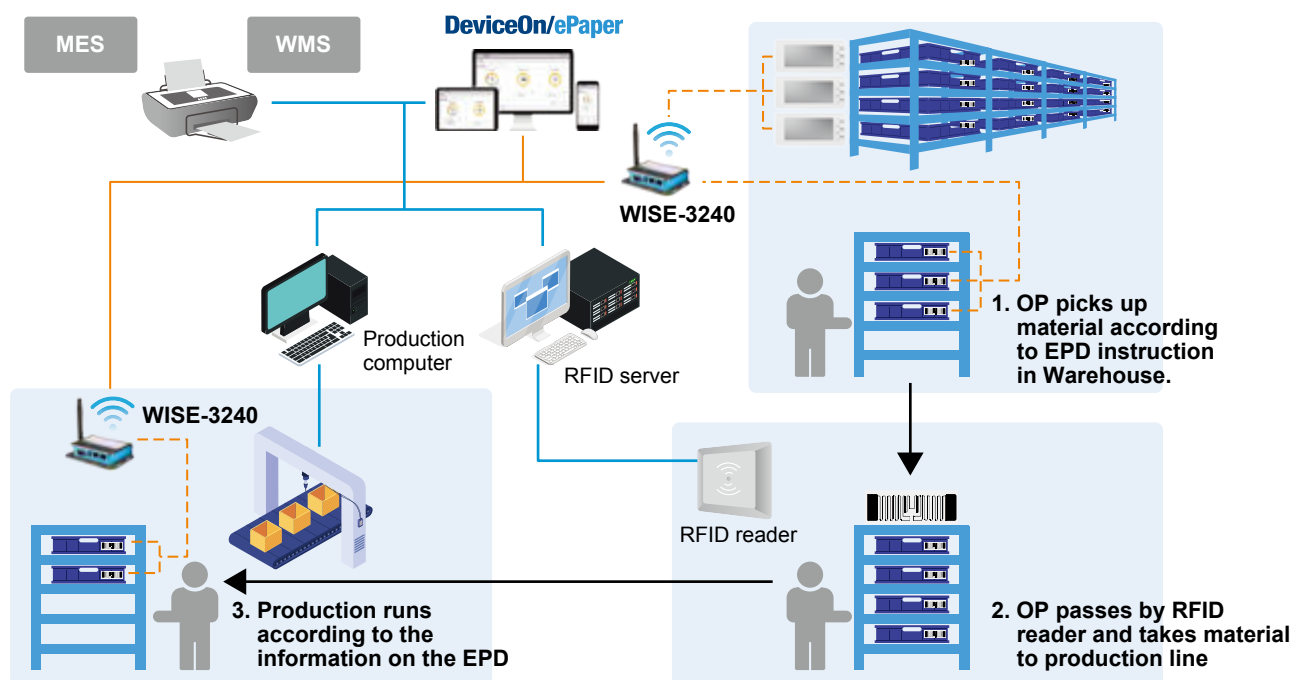 MES
WMS
DeviceOn/ePaper
WISE-3240
Production
computer
RFID server
1. OP picks up
material according
to EPD instruction
in Warehouse.
WISE-3240
RFID reader
2. OP passes by RFID
reader and takes material
to production line
3. Production runs
according to the
information on the EPD